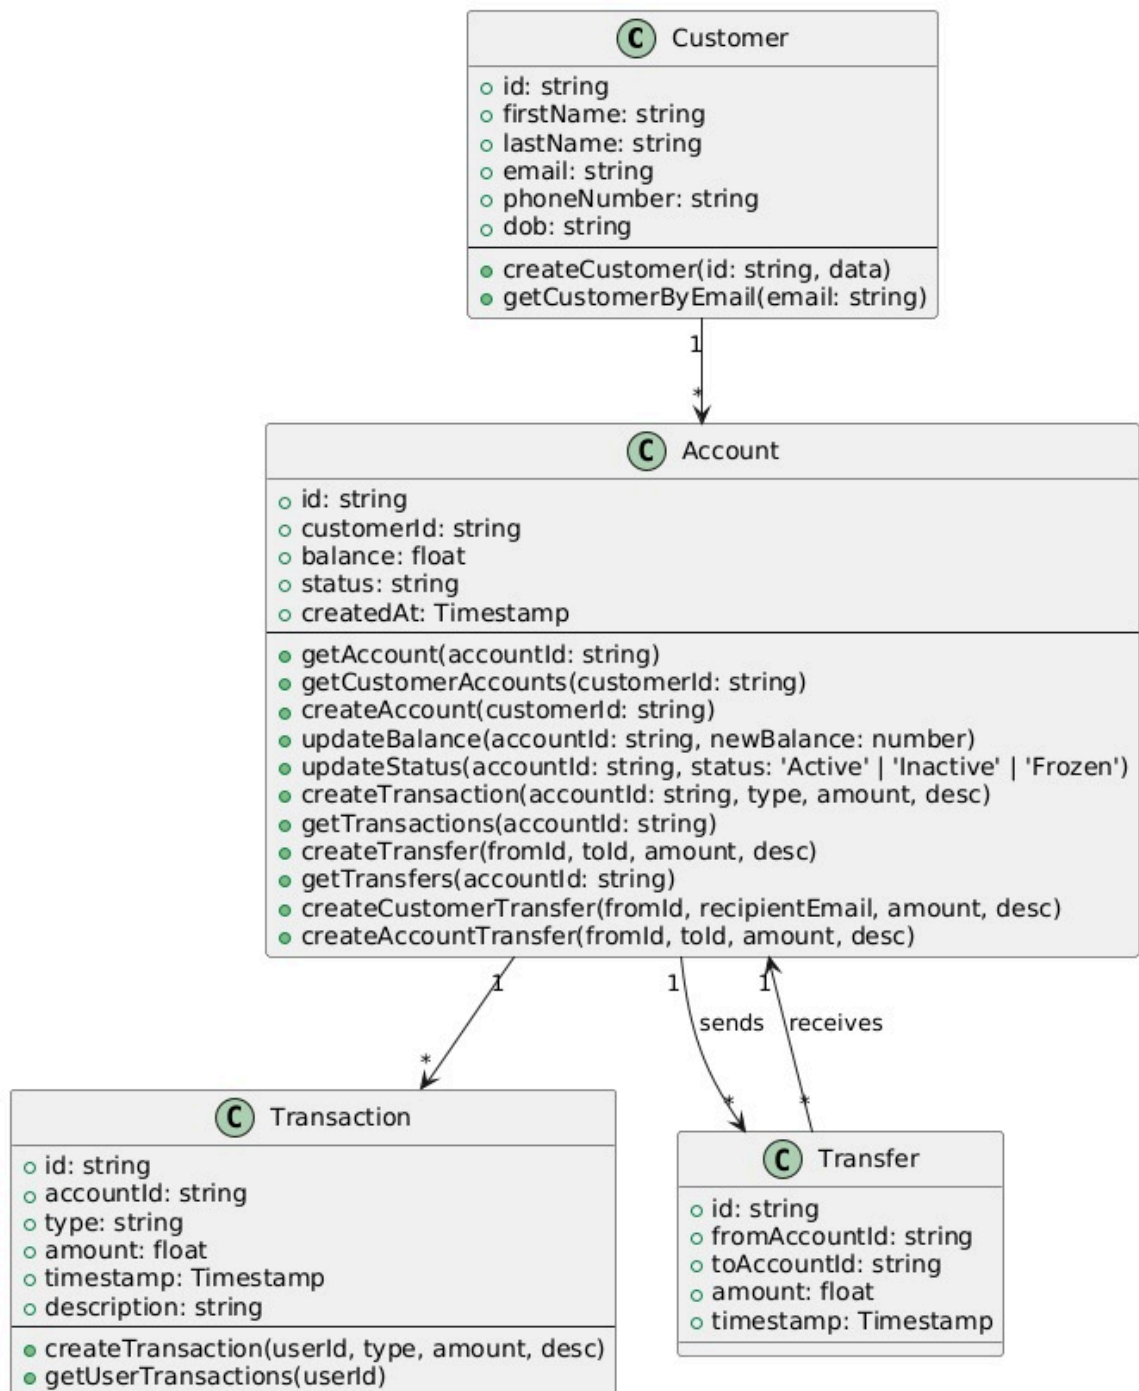 C Customer
id: string
firstName: string
lastName: string
email: string
phoneNumber: string
dob: string
createCustomer(id: string, data)
getCustomerByEmail(email: string)
1
*
C Account
id: string
customerId: string
balance: float
status: string
createdAt: Timestamp
getAccount(accountId: string)
getCustomerAccounts(customerId: string)
createAccount(customerId: string)
updateBalance(accountId: string, newBalance: number)
updateStatus(accountId: string, status: 'Active' | 'Inactive' | 'Frozen')
createTransaction(accountId: string, type, amount, desc)
getTransactions(accountId: string)
createTransfer(fromId, toId, amount, desc)
getTransfers(accountId: string)
createCustomerTransfer(fromId, recipientEmail, amount, desc)
createAccountTransfer(fromId, toId, amount, desc)
1 1 1
sends receives
* * *
C Transaction
id: string
accountId: string
type: string
amount: float
timestamp: Timestamp
description: string
createTransaction(userId, type, amount, desc)
getUserTransactions(userId)
C Transfer
id: string
fromAccountId: string
toAccountId: string
amount: float
timestamp: Timestamp